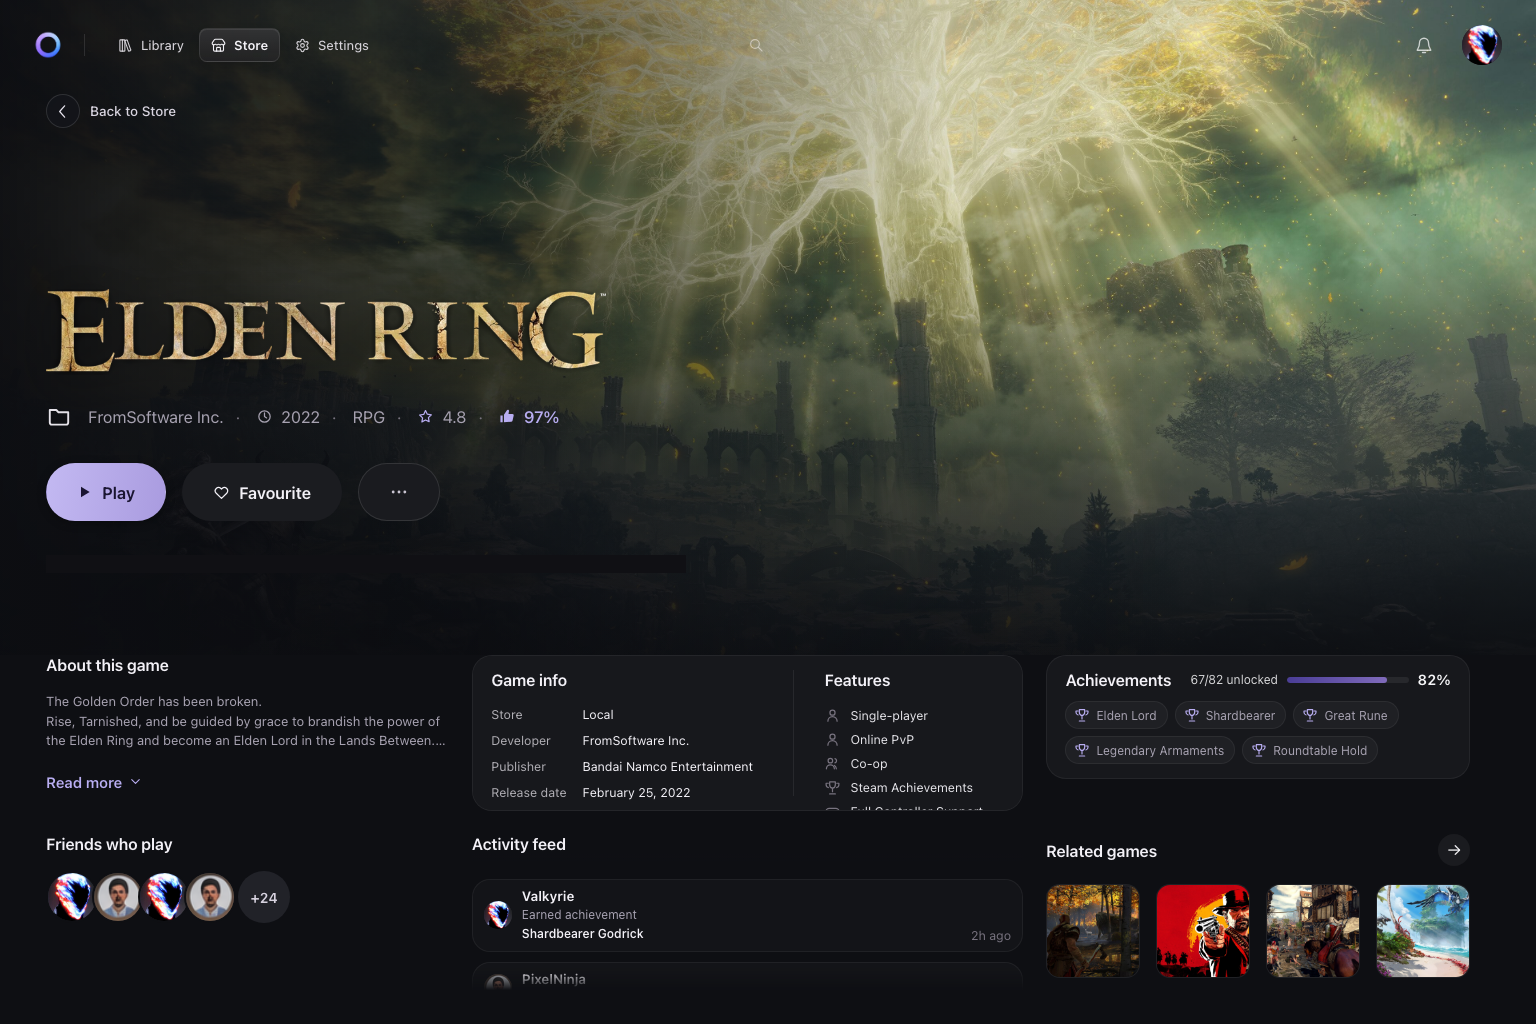 Library
Store
Settings
Back to Store
ELDEN RING™
FromSoftware Inc. · 2022 · RPG · 4.8 · 97%
Play
Favourite
About this game
The Golden Order has been broken.
Rise, Tarnished, and be guided by grace to brandish the power of
the Elden Ring and become an Elden Lord in the Lands Between....
Read more
Game info
Store Local
Developer FromSoftware Inc.
Publisher Bandai Namco Entertainment
Release date February 25, 2022
Features
Single-player
Online PvP
Co-op
Steam Achievements
Full Controller Support
Achievements 67/82 unlocked 82%
Elden Lord
Shardbearer
Great Rune
Legendary Armaments
Roundtable Hold
Friends who play
+24
Activity feed
Valkyrie
Earned achievement
Shardbearer Godrick
2h ago
PixelNinja
Related games